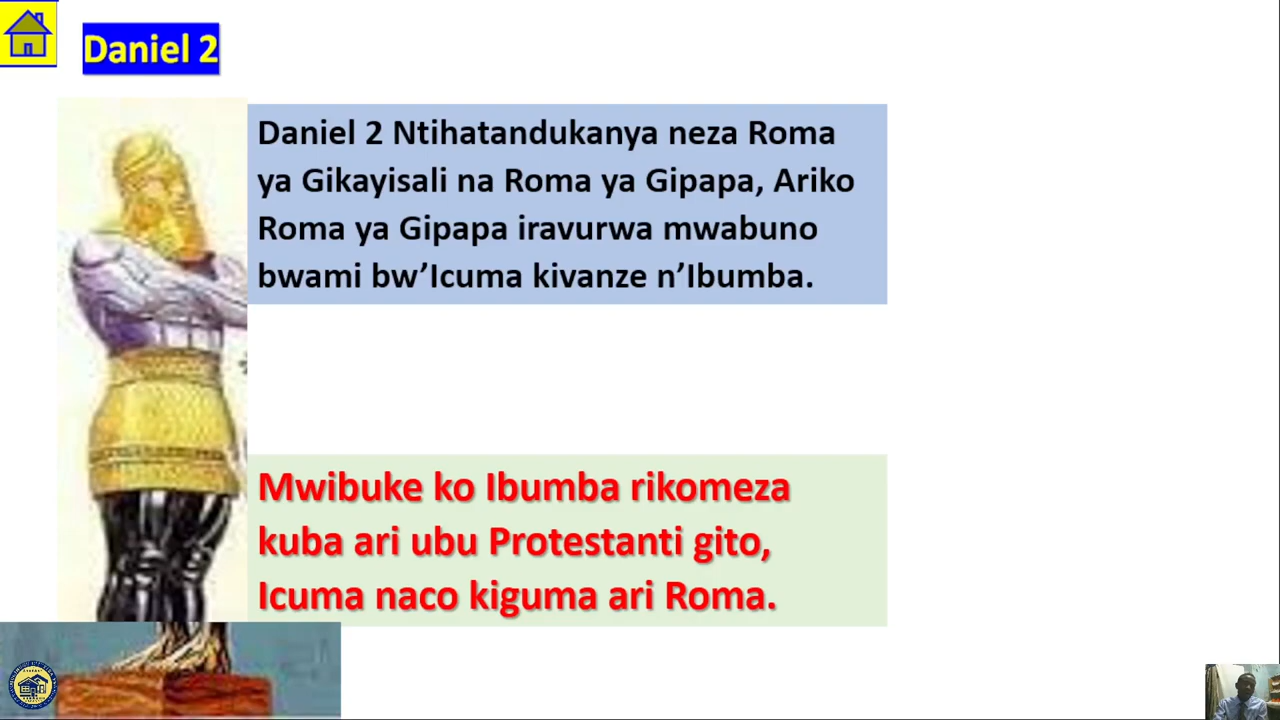 Daniel 2
Daniel 2 Ntihatandukanya neza Roma
ya Gikayisali na Roma ya Gipapa, Ariko
Roma ya Gipapa iravurwa mwabuno
bwami bw’Icuma kivanze n’Ibumba.
Mwibuke ko Ibumba rikomeza
kuba ari ubu Protestanti gito,
Icuma naco kiguma ari Roma.